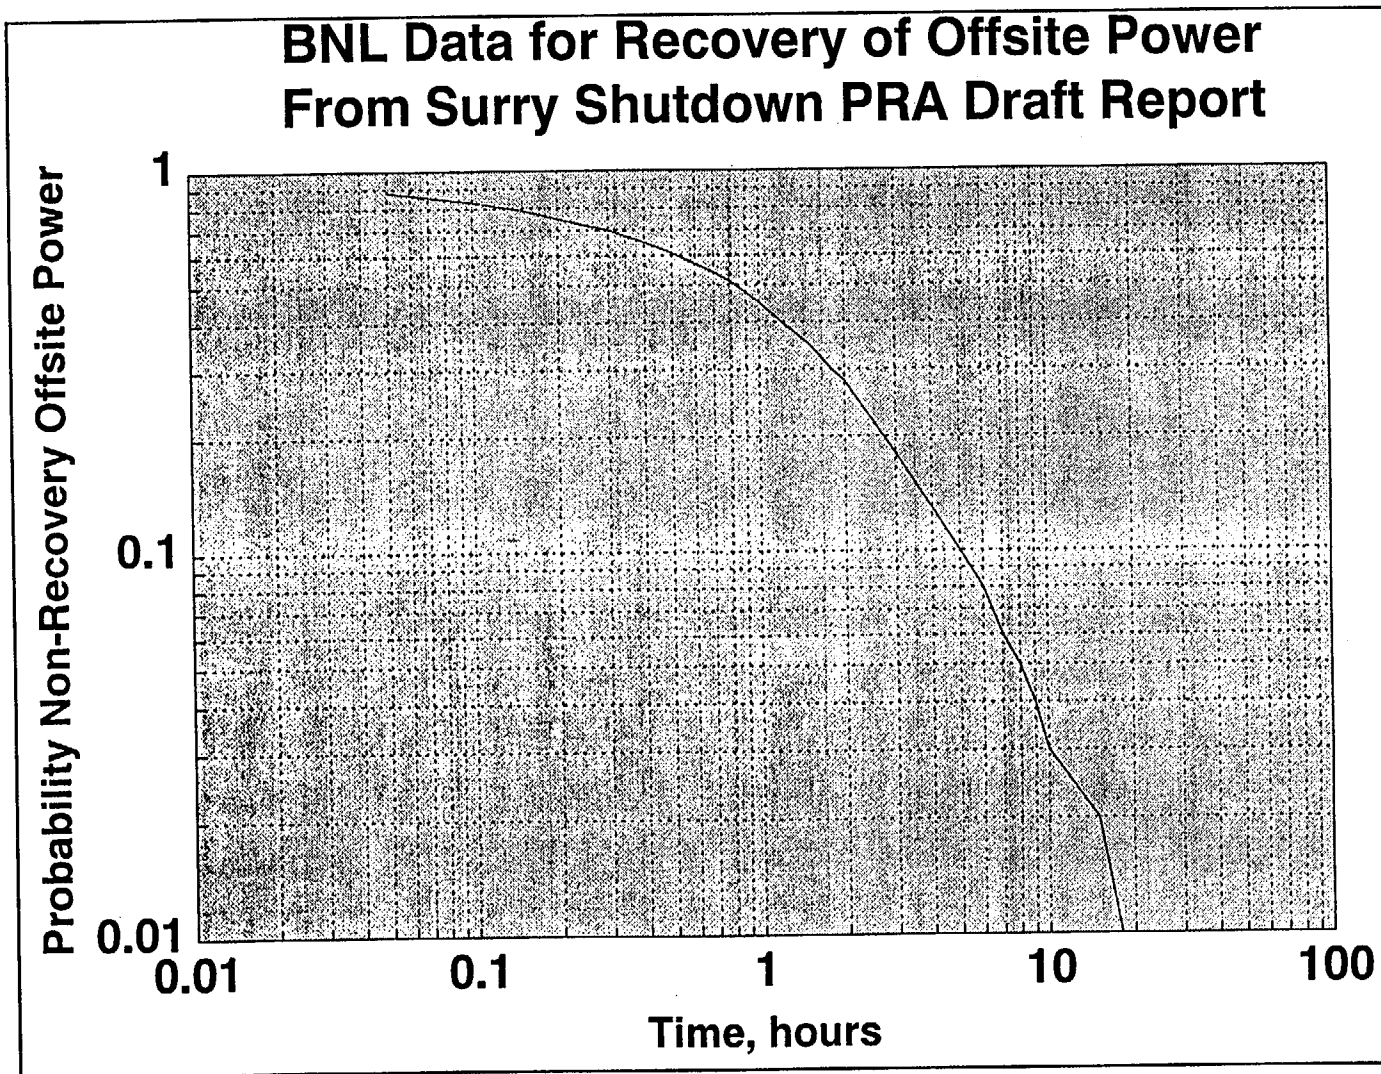 BNL Data for Recovery of Offsite Power
From Surry Shutdown PRA Draft Report
Probability Non-Recovery Offsite Power
1
0.1
0.01
0.01 0.1 1 10 100
Time, hours